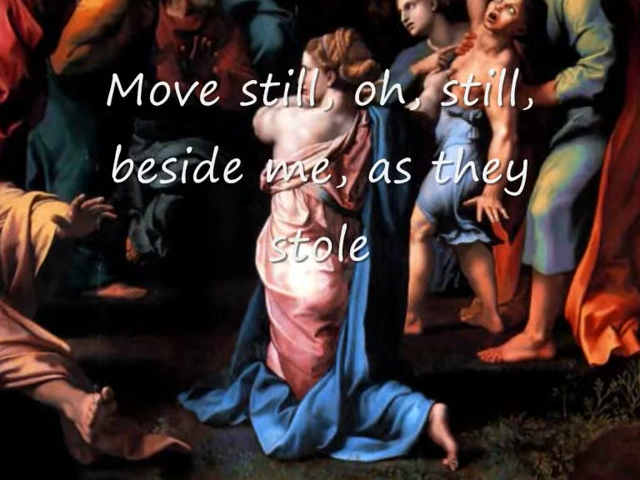 Move still, oh, still,
beside me, as they
stole